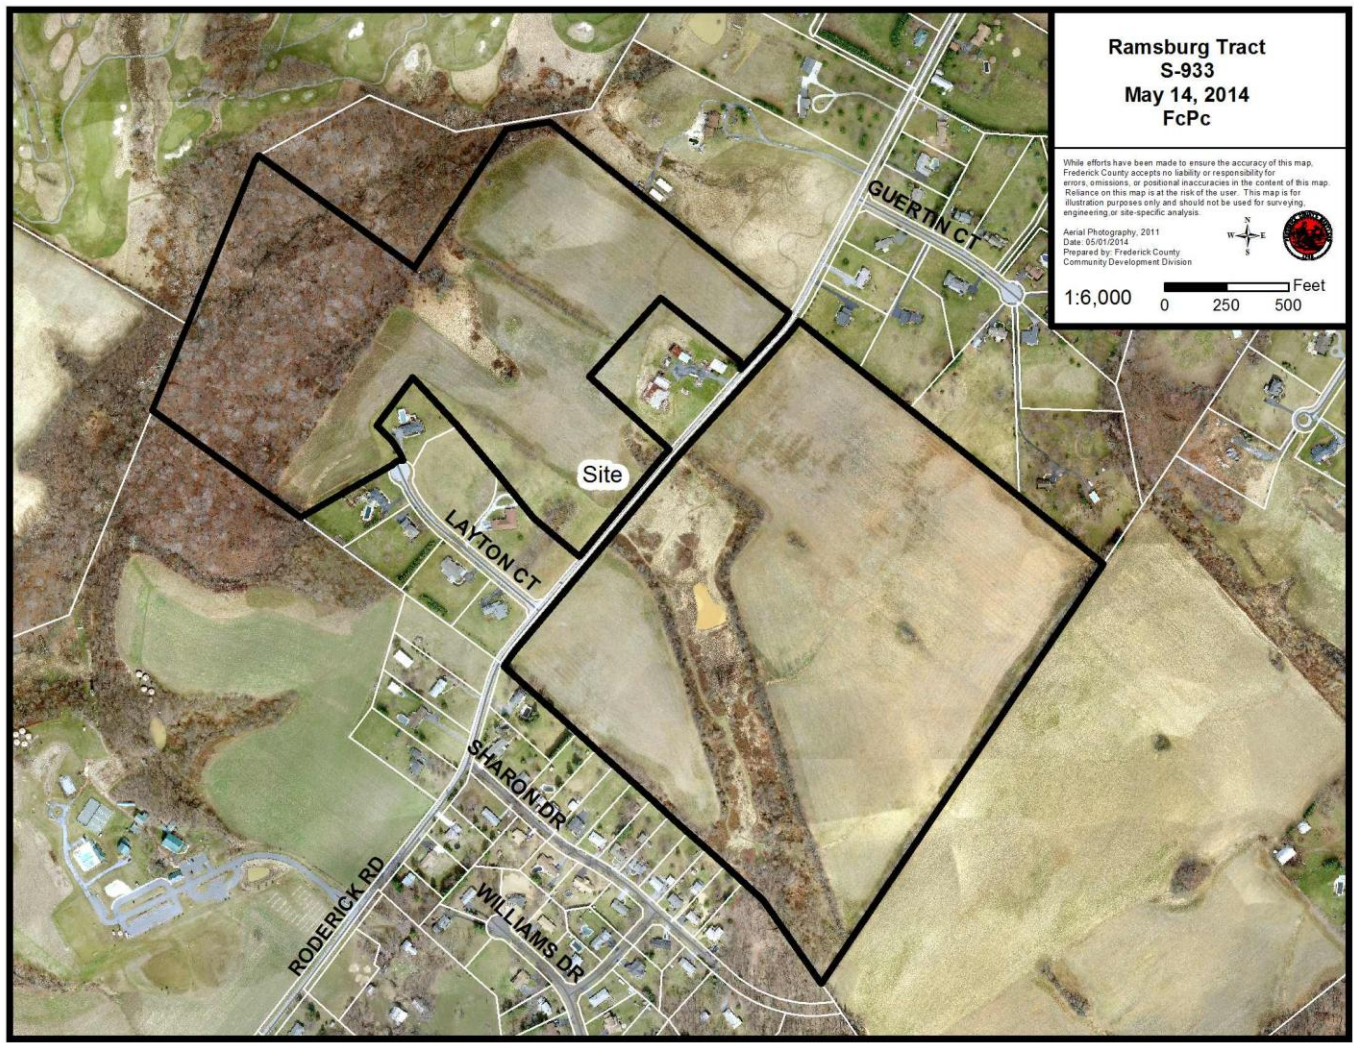 Ramsburg Tract
S-933
May 14, 2014
FcPc
While efforts have been made to ensure the accuracy of this map,
Frederick County accepts no liability or responsibility for
errors, omissions, or positional inaccuracies in the content of this map.
Reliance on this map is at the risk of the user. This map is for
illustration purposes only and should not be used for surveying,
engineering, or site-specific analysis.
Aerial Photography, 2011
Date: 05/01/2014
Prepared by: Frederick County
Community Development Division
N
W E
S
1:6,000
Feet
0 250 500
GUERTIN CT
Site
LAYTON CT
SHARON DR
RODERICK RD
WILLIAMS DR